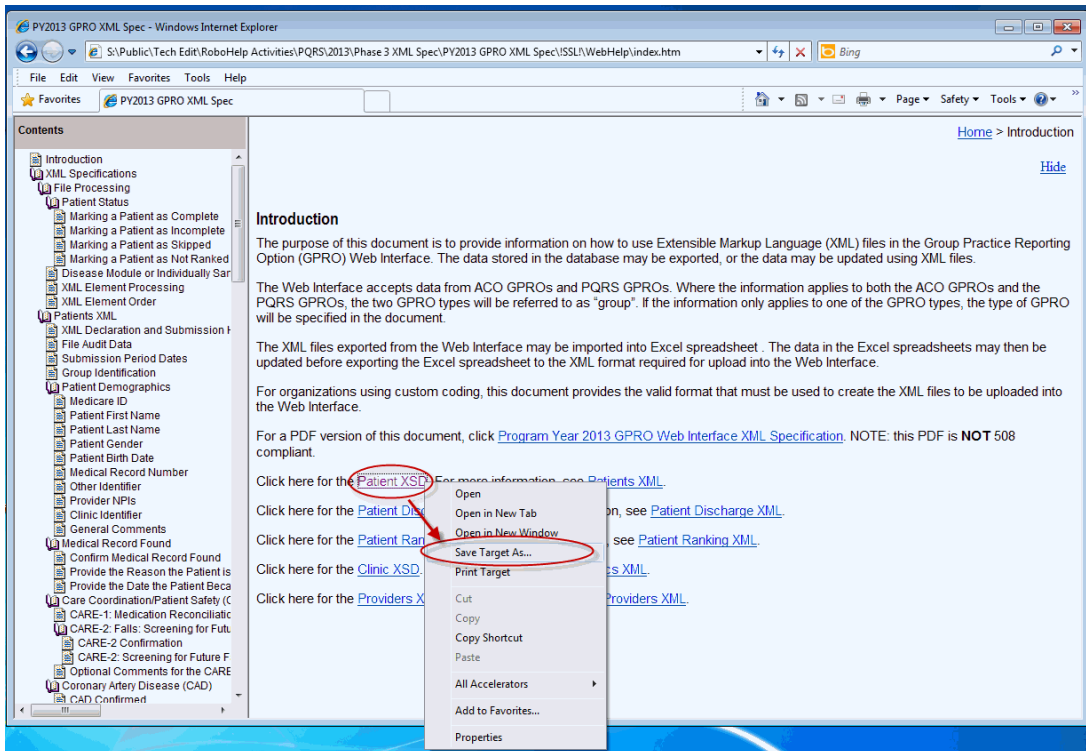 PY2013 GPRO XML Spec - Windows Internet Explorer
S:\Public\Tech Edit\RoboHelp Activities\PQRS\2013\Phase 3 XML Spec\PY2013 GPRO XML Spec\!SSL!\WebHelp\index.htm
Bing
File Edit View Favorites Tools Help
Favorites PY2013 GPRO XML Spec Page Safety Tools
Contents
Home > Introduction
Hide
Introduction
XML Specifications
File Processing
Patient Status
Marking a Patient as Complete
Marking a Patient as Incomplete
Marking a Patient as Skipped
Marking a Patient as Not Ranked
Disease Module or Individually Sar
XML Element Processing
XML Element Order
Patients XML
XML Declaration and Submission H
File Audit Data
Submission Period Dates
Group Identification
Patient Demographics
Medicare ID
Patient First Name
Patient Last Name
Patient Gender
Patient Birth Date
Medical Record Number
Other Identifier
Provider NPIs
Clinic Identifier
General Comments
Medical Record Found
Confirm Medical Record Found
Provide the Reason the Patient is
Provide the Date the Patient Beca
Care Coordination/Patient Safety (C
CARE-1: Medication Reconciliatic
CARE-2: Falls: Screening for Futu
CARE-2 Confirmation
CARE-2: Screening for Future F
Optional Comments for the CARE
Coronary Artery Disease (CAD)
CAD Confirmed
Introduction
The purpose of this document is to provide information on how to use Extensible Markup Language (XML) files in the Group Practice Reporting
Option (GPRO) Web Interface. The data stored in the database may be exported, or the data may be updated using XML files.
The Web Interface accepts data from ACO GPROs and PQRS GPROs. Where the information applies to both the ACO GPROs and the
PQRS GPROs, the two GPRO types will be referred to as “group”. If the information only applies to one of the GPRO types, the type of GPRO
will be specified in the document.
The XML files exported from the Web Interface may be imported into Excel spreadsheet . The data in the Excel spreadsheets may then be
updated before exporting the Excel spreadsheet to the XML format required for upload into the Web Interface.
For organizations using custom coding, this document provides the valid format that must be used to create the XML files to be uploaded into
the Web Interface.
For a PDF version of this document, click Program Year 2013 GPRO Web Interface XML Specification. NOTE: this PDF is NOT 508
compliant.
Click here for the Patient XSD. For more information, see Patients XML.
Click here for the Patient Disc on, see Patient Discharge XML.
Click here for the Patient Ran , see Patient Ranking XML.
Click here for the Clinic XSD. cs XML.
Click here for the Providers X Providers XML.
Open
Open in New Tab
Open in New Window
Save Target As...
Print Target
Cut
Copy
Copy Shortcut
Paste
All Accelerators
Add to Favorites...
Properties